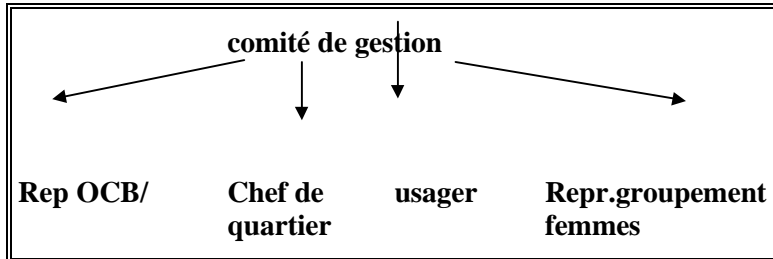 comité de gestion
Rep OCB/ Chef de usager Repr.groupement
quartier femmes